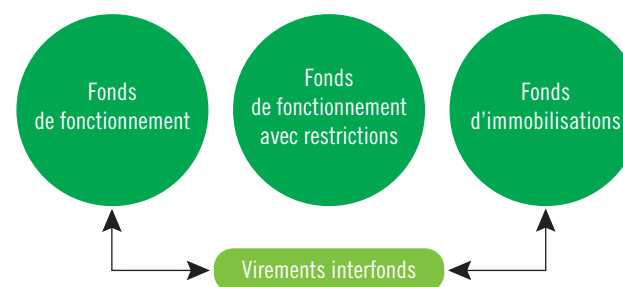 Fonds
de fonctionnement
Fonds
de fonctionnement
avec restrictions
Fonds
d'immobilisations
Virements interfonds